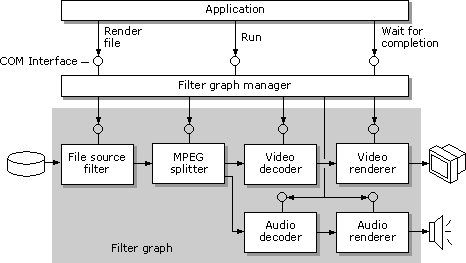 Application
Render
file
Run
Wait for
completion
COM Interface
Filter graph manager
File source
filter
MPEG
splitter
Video
decoder
Video
renderer
Audio
decoder
Audio
renderer
Filter graph